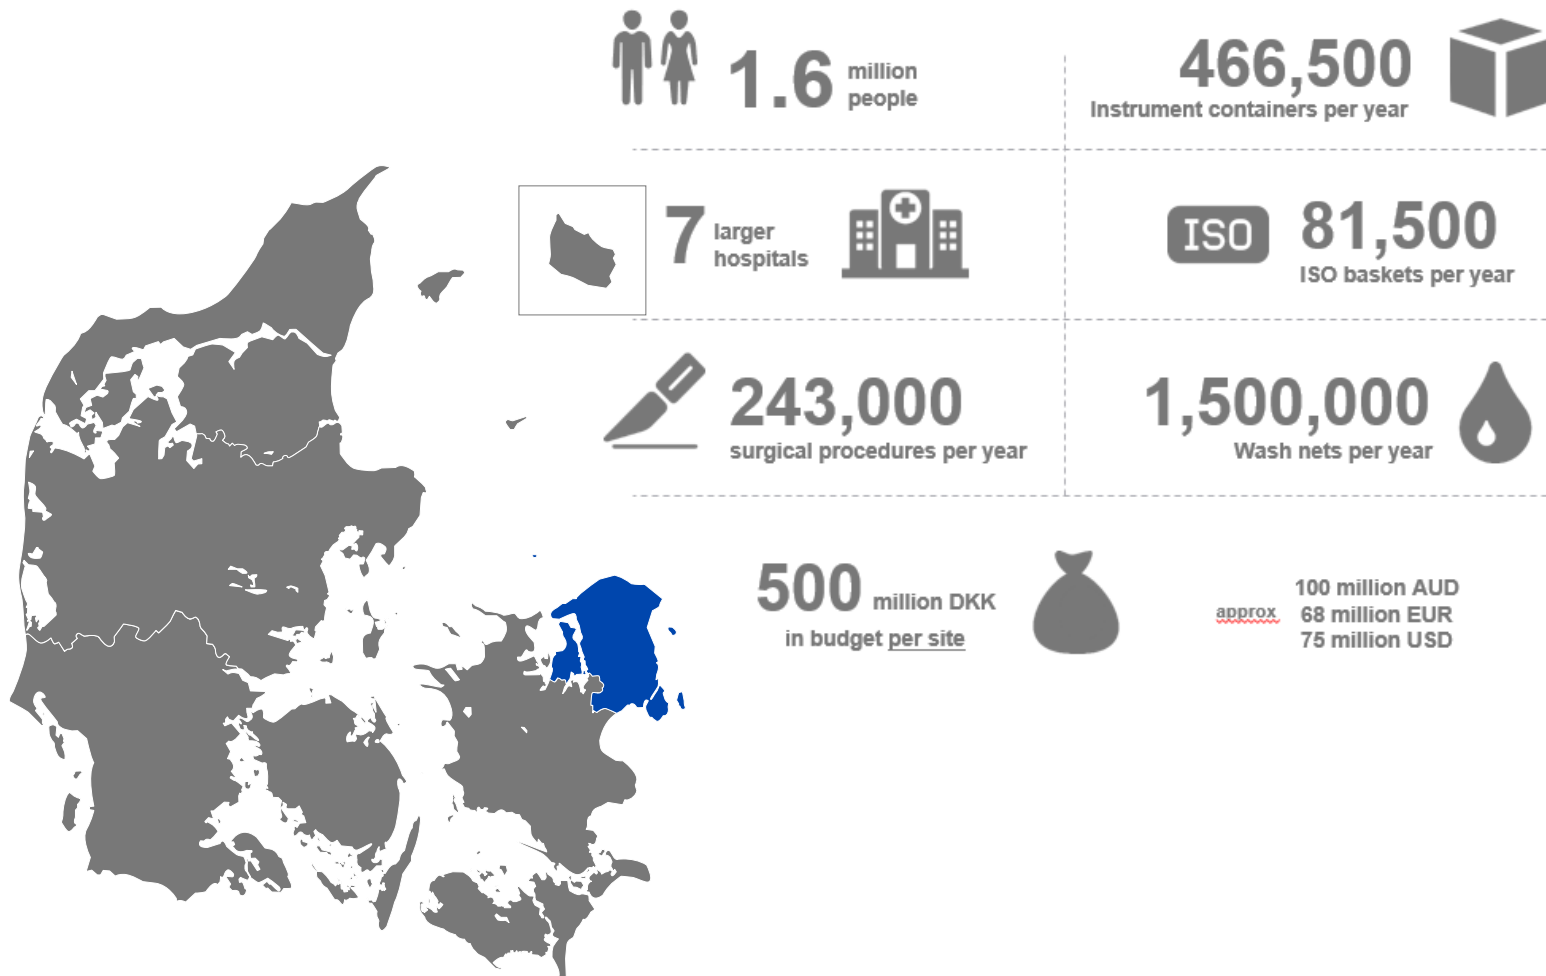 1.6 million
people
466,500
Instrument containers per year
7 larger
hospitals
ISO 81,500
ISO baskets per year
243,000
surgical procedures per year
1,500,000
Wash nets per year
500 million DKK
in budget per site
approx
100 million AUD
68 million EUR
75 million USD